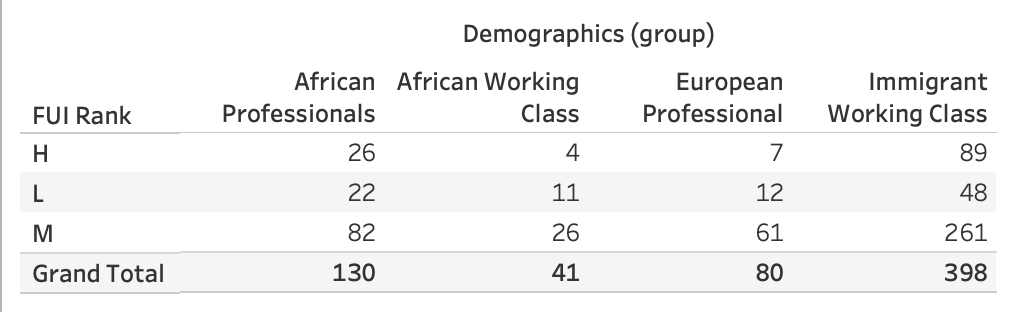 Demographics (group)
African African Working European Immigrant
FUI Rank Professionals Class Professional Working Class
H 26 4 7 89
L 22 11 12 48
M 82 26 61 261
Grand Total 130 41 80 398